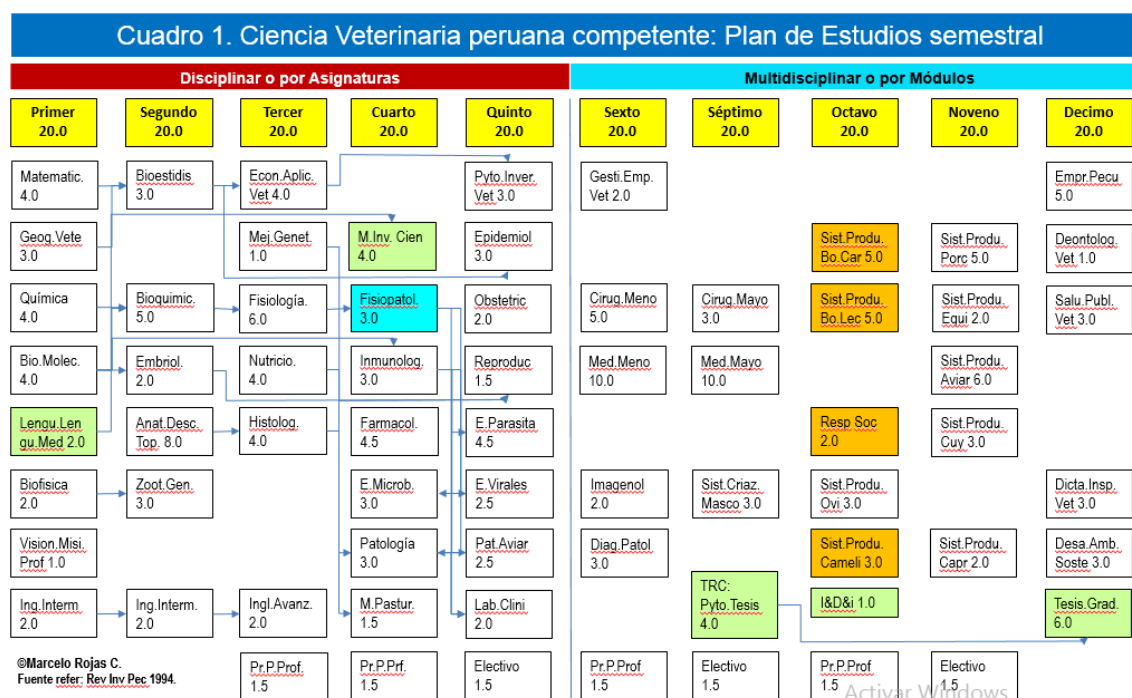 Cuadro 1. Ciencia Veterinaria peruana competente: Plan de Estudios semestral
Disciplinar o por Asignaturas
Multidisciplinar o por Módulos
Primer
20.0
Segundo
20.0
Tercer
20.0
Cuarto
20.0
Quinto
20.0
Sexto
20.0
Séptimo
20.0
Octavo
20.0
Noveno
20.0
Decimo
20.0
Matematic.
4.0
Bioestidis
3.0
Econ.Aplic.
Vet 4.0
Pyto.Inver.
Vet 3.0
Gesti.Emp.
Vet 2.0
Empr.Pecu
5.0
Geog.Vete
3.0
Mej.Genet.
1.0
M.Inv. Cien
4.0
Epidemiol
3.0
Sist.Produ.
Bo.Car 5.0
Sist.Produ.
Porc 5.0
Deontolog.
Vet 1.0
Química
4.0
Bioquimic.
5.0
Fisiología.
6.0
Fisiopatol.
3.0
Obstetric
2.0
Cirug.Meno
5.0
Cirug.Mayo
3.0
Sist.Produ.
Bo.Lec 5.0
Sist.Produ.
Equi 2.0
Salu.Publ.
Vet 3.0
Bio.Molec.
4.0
Embriol.
2.0
Nutricio.
4.0
Inmunolog.
3.0
Reproduc
1.5
Med.Meno
10.0
Med.Mayo
10.0
Sist.Produ.
Aviar 6.0
Lengu.Len
gu.Med 2.0
Anat.Desc.
Top. 8.0
Histolog.
4.0
Farmacol.
4.5
E.Parasita
4.5
Resp Soc
2.0
Sist.Produ.
Cuy 3.0
Biofisica
2.0
Zoot.Gen.
3.0
E.Microb.
3.0
E.Virales
2.5
Imagenol
2.0
Sist.Criaz.
Masco 3.0
Sist.Produ.
Ovi 3.0
Dicta.Insp.
Vet 3.0
Vision.Misi.
Prof 1.0
Patología
3.0
Pat.Aviar
2.5
Diag.Patol
3.0
Sist.Produ.
Cameli 3.0
Sist.Produ.
Capr 2.0
Desa.Amb.
Soste 3.0
Ing.Interm
2.0
Ing.Interm.
2.0
Ingl.Avanz.
2.0
M.Pastur.
1.5
Lab.Clini
2.0
TRC:
Pyto.Tesis
4.0
I&D&i 1.0
Tesis.Grad.
6.0
©Marcelo Rojas C.
Fuente refer: Rev Inv Pec 1994.
Pr.P.Prof.
1.5
Pr.P.Prf.
1.5
Electivo
1.5
Pr.P.Prof
1.5
Electivo
1.5
Pr.P.Prof
1.5
Electivo
1.5
Activar Windows